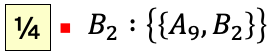 ¼ ▪ B₂ : {{A₉, B₂}}